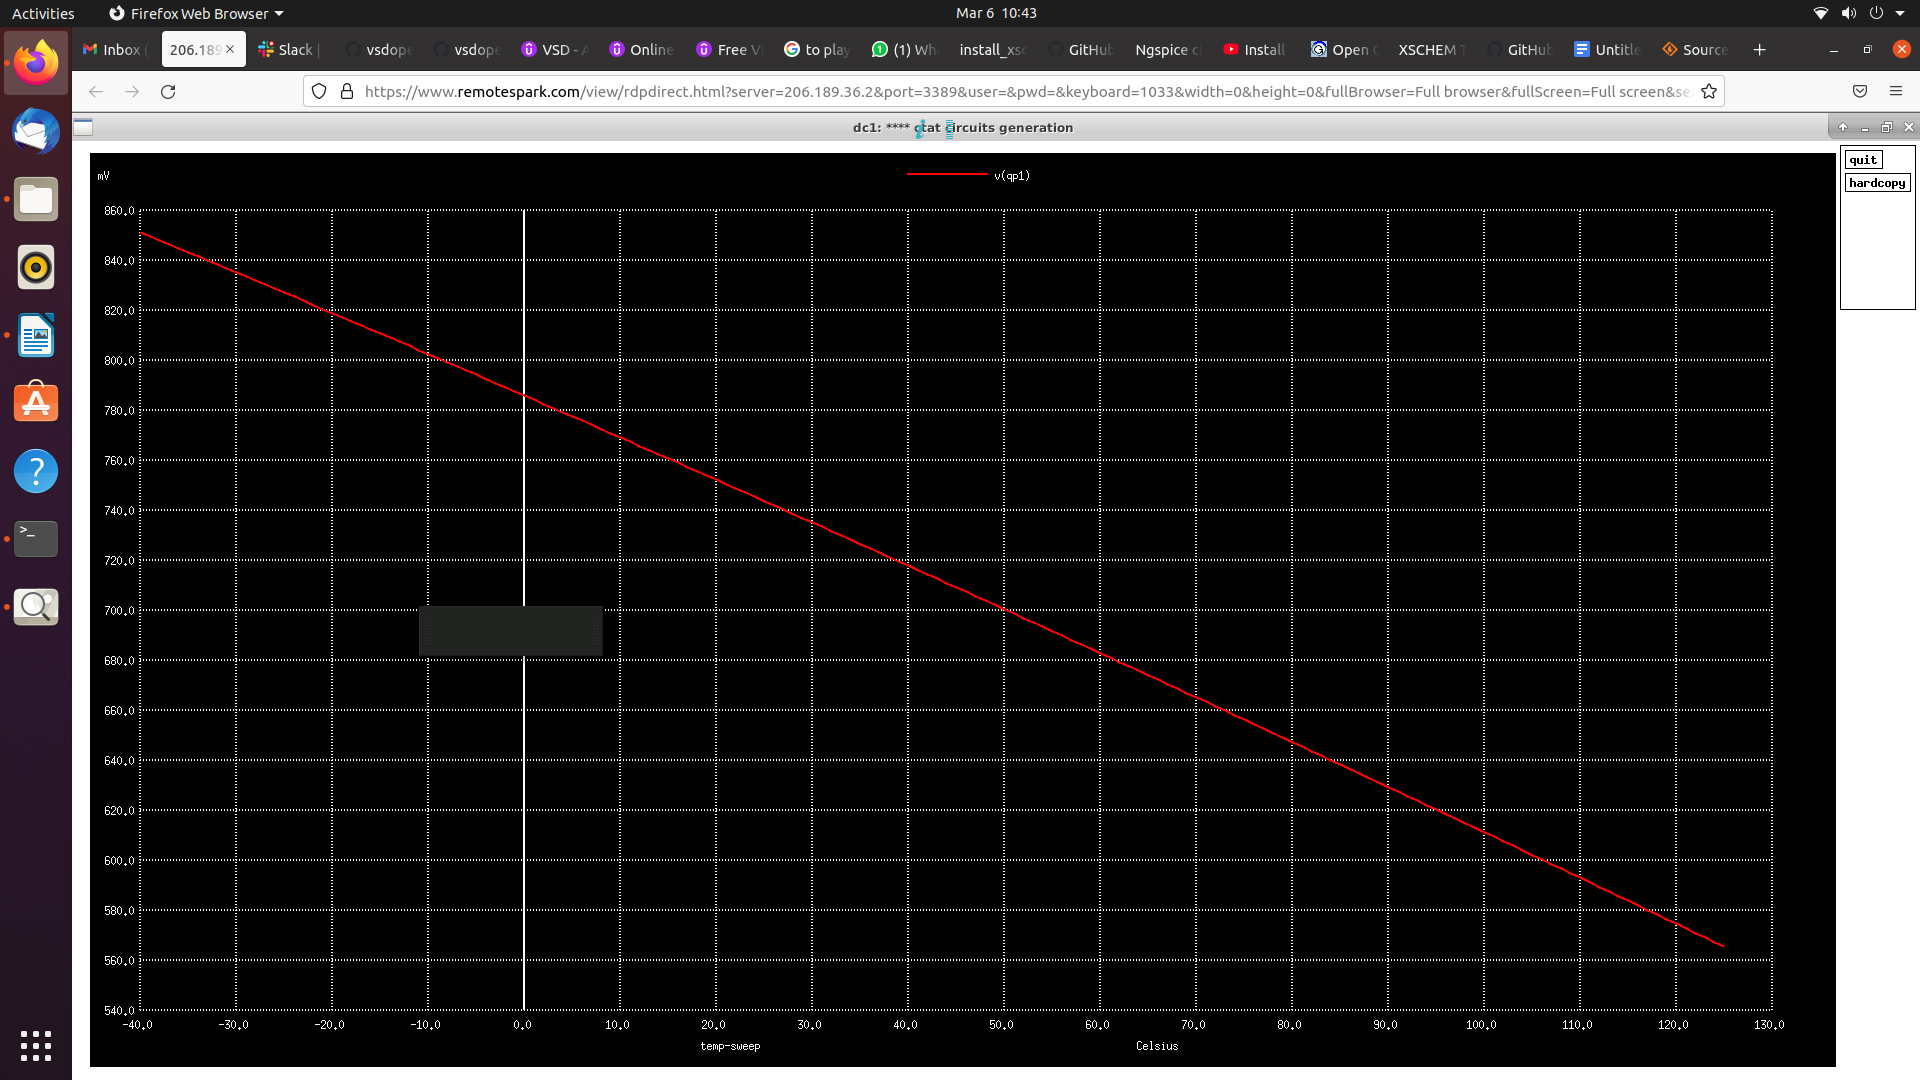 Activities
Firefox Web Browser
Mar 6 10:43
Inbox (
206.189
Slack |
vsdope
vsdope
VSD - A
Online
Free V
to play
(1) Wh
install_xsc
GitHub
Ngspice ci
Install
Open C
XSCHEM T
GitHub
Untitle
Source
https://www.remotespark.com/view/rdpdirect.html?server=206.189.36.2&port=3389&user=&pwd=&keyboard=1033&width=0&height=0&fullBrowser=Full browser&fullScreen=Full screen&se
dc1: **** ctat circuits generation
quit
hardcopy
mV
v(qp1)
860.0
840.0
820.0
800.0
780.0
760.0
740.0
720.0
700.0
680.0
660.0
640.0
620.0
600.0
580.0
560.0
540.0
-40.0 -30.0 -20.0 -10.0 0.0 10.0 20.0 30.0 40.0 50.0 60.0 70.0 80.0 90.0 100.0 110.0 120.0 130.0
temp-sweep Celsius